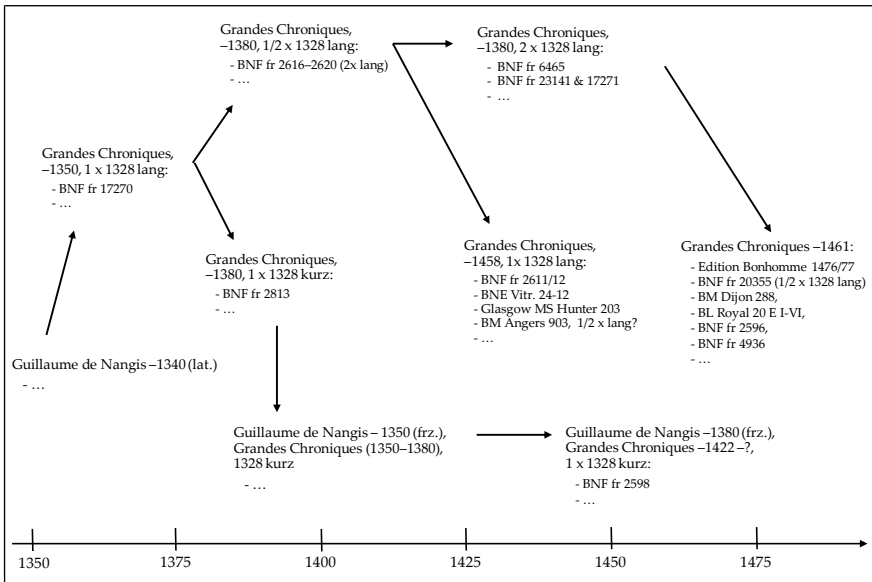 Grandes Chroniques,
–1380, 1/2 x 1328 lang:
- BNF fr 2616–2620 (2x lang)
- …
Grandes Chroniques,
–1380, 2 x 1328 lang:
- BNF fr 6465
- BNF fr 23141 & 17271
- …
Grandes Chroniques,
–1350, 1 x 1328 lang:
- BNF fr 17270
- …
Grandes Chroniques,
–1380, 1 x 1328 kurz:
- BNF fr 2813
- …
Grandes Chroniques,
–1458, 1x 1328 lang:
- BNF fr 2611/12
- BNE Vitr. 24-12
- Glasgow MS Hunter 203
- BM Angers 903, 1/2 x lang?
- …
Grandes Chroniques –1461:
- Edition Bonhomme 1476/77
- BNF fr 20355 (1/2 x 1328 lang)
- BM Dijon 288,
- BL Royal 20 E I-VI,
- BNF fr 2596,
- BNF fr 4936
- …
Guillaume de Nangis –1340 (lat.)
- …
Guillaume de Nangis – 1350 (frz.),
Grandes Chroniques (1350–1380),
1328 kurz
- …
Guillaume de Nangis –1380 (frz.),
Grandes Chroniques –1422 –?,
1 x 1328 kurz:
- BNF fr 2598
- …
1350 1375 1400 1425 1450 1475